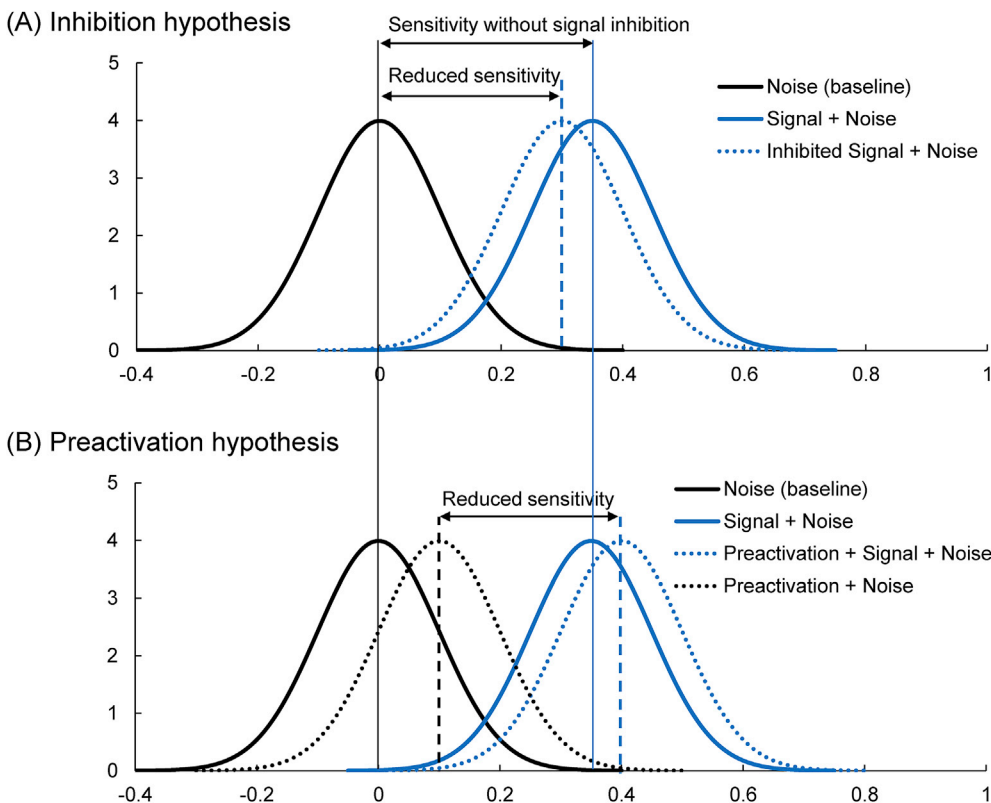 (A) Inhibition hypothesis
Sensitivity without signal inhibition
Reduced sensitivity
5
4
3
2
1
0
Noise (baseline)
Signal + Noise
Inhibited Signal + Noise
-0.4 -0.2 0 0.2 0.4 0.6 0.8 1
(B) Preactivation hypothesis
Reduced sensitivity
5
4
3
2
1
0
Noise (baseline)
Signal + Noise
Preactivation + Signal + Noise
Preactivation + Noise
-0.4 -0.2 0 0.2 0.4 0.6 0.8 1